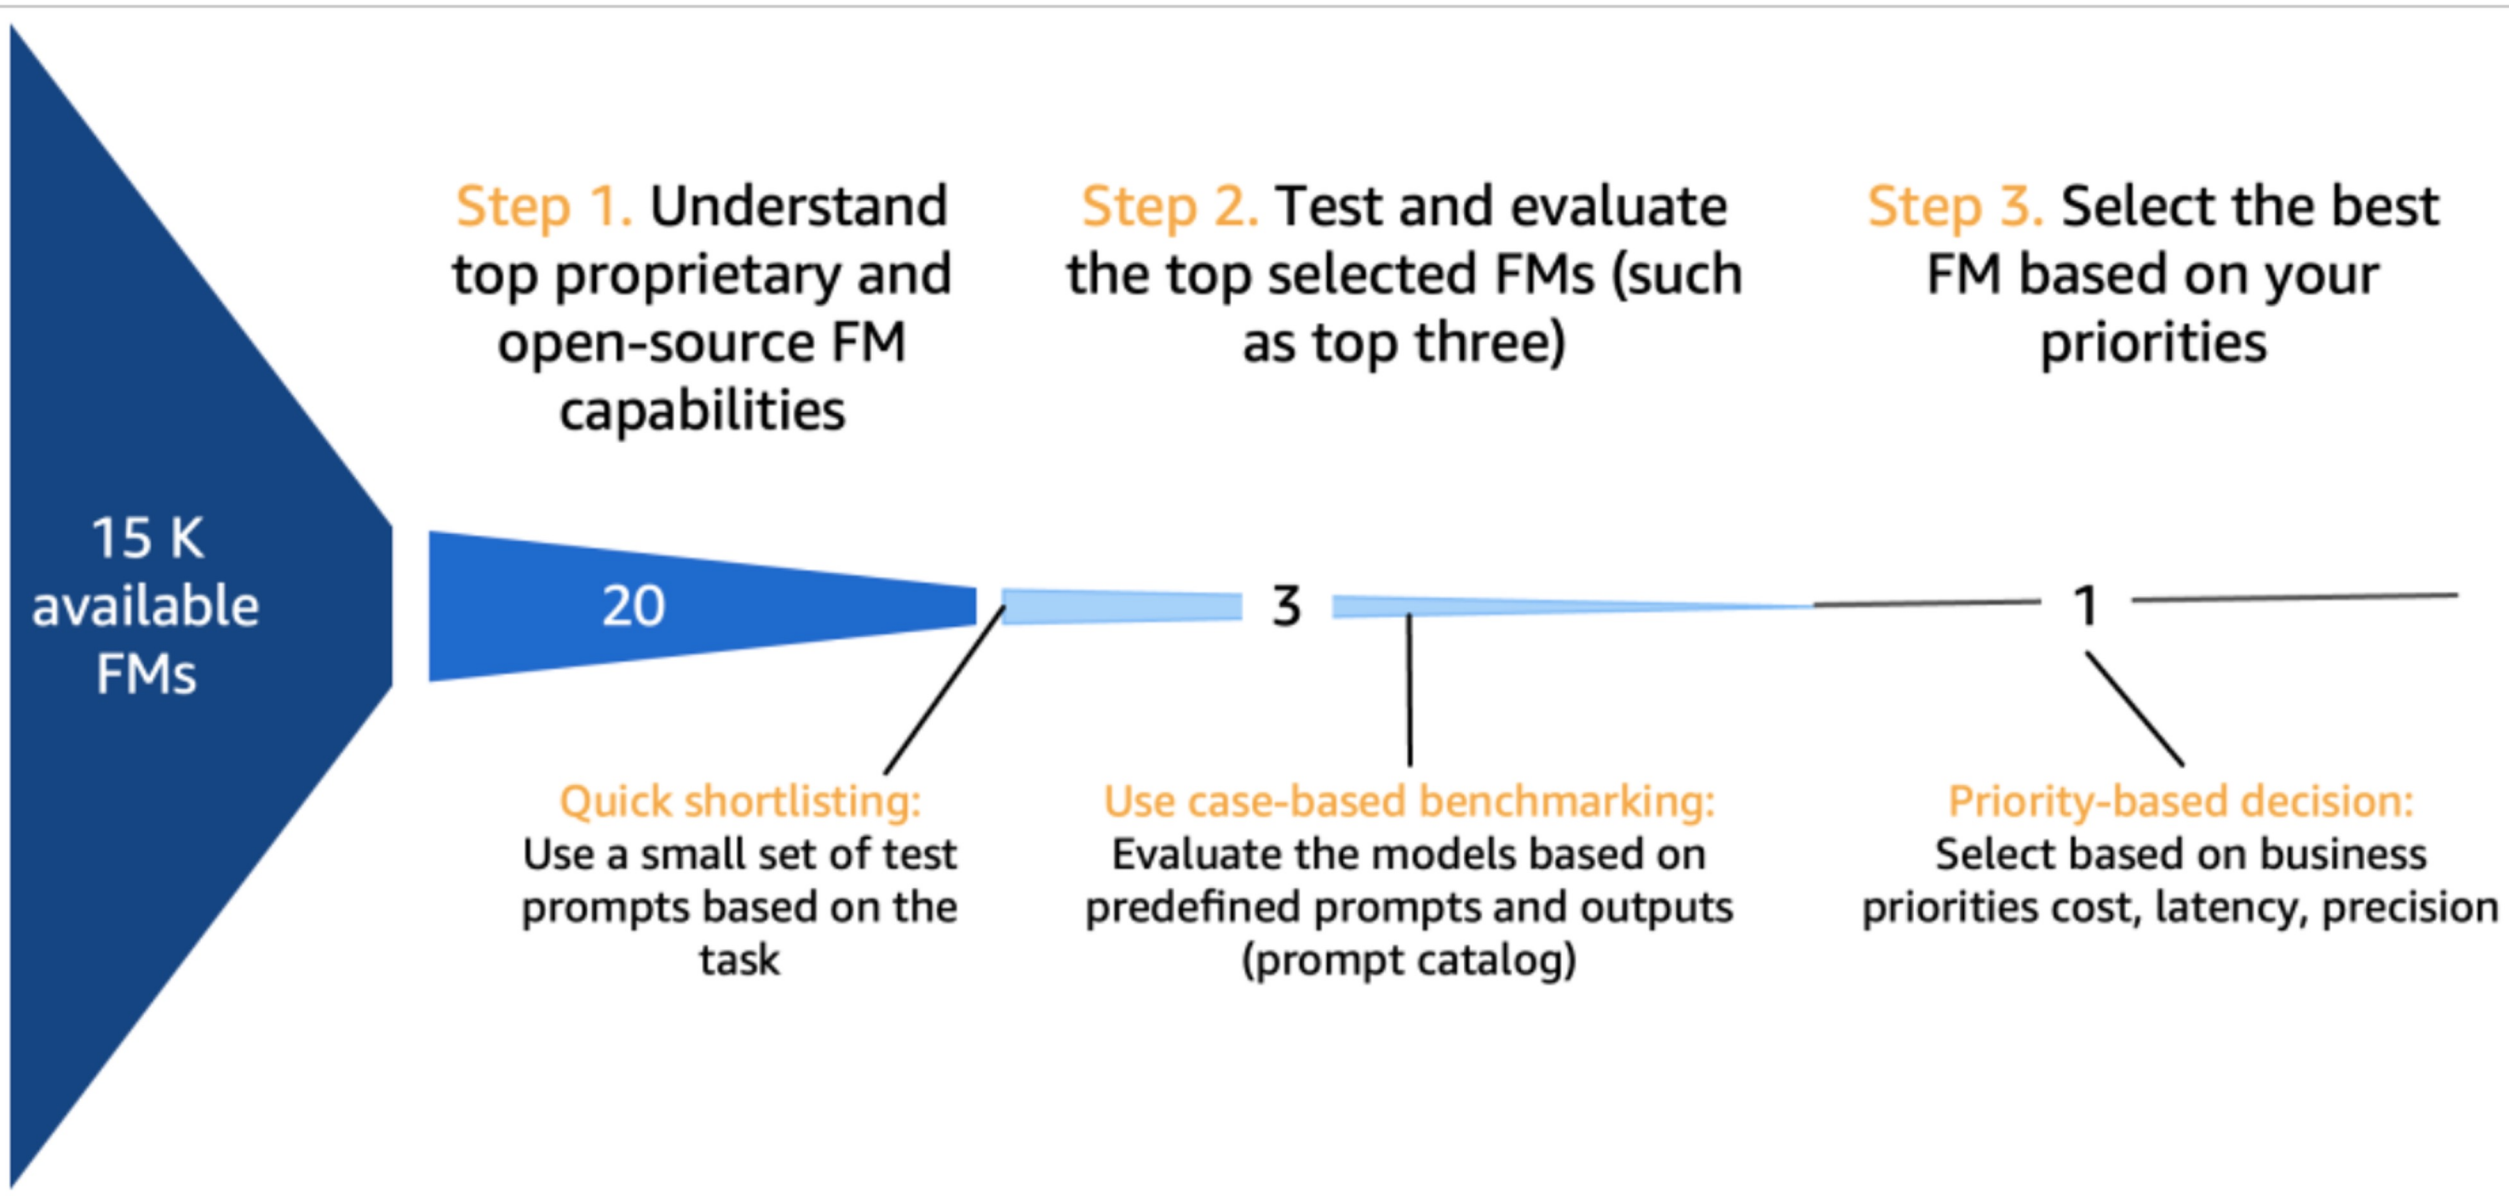 Step 1. Understand
top proprietary and
open-source FM
capabilities
Step 2. Test and evaluate
the top selected FMs (such
as top three)
Step 3. Select the best
FM based on your
priorities
15 K
available
FMs
20
3
1
Quick shortlisting:
Use a small set of test
prompts based on the
task
Use case-based benchmarking:
Evaluate the models based on
predefined prompts and outputs
(prompt catalog)
Priority-based decision:
Select based on business
priorities cost, latency, precision